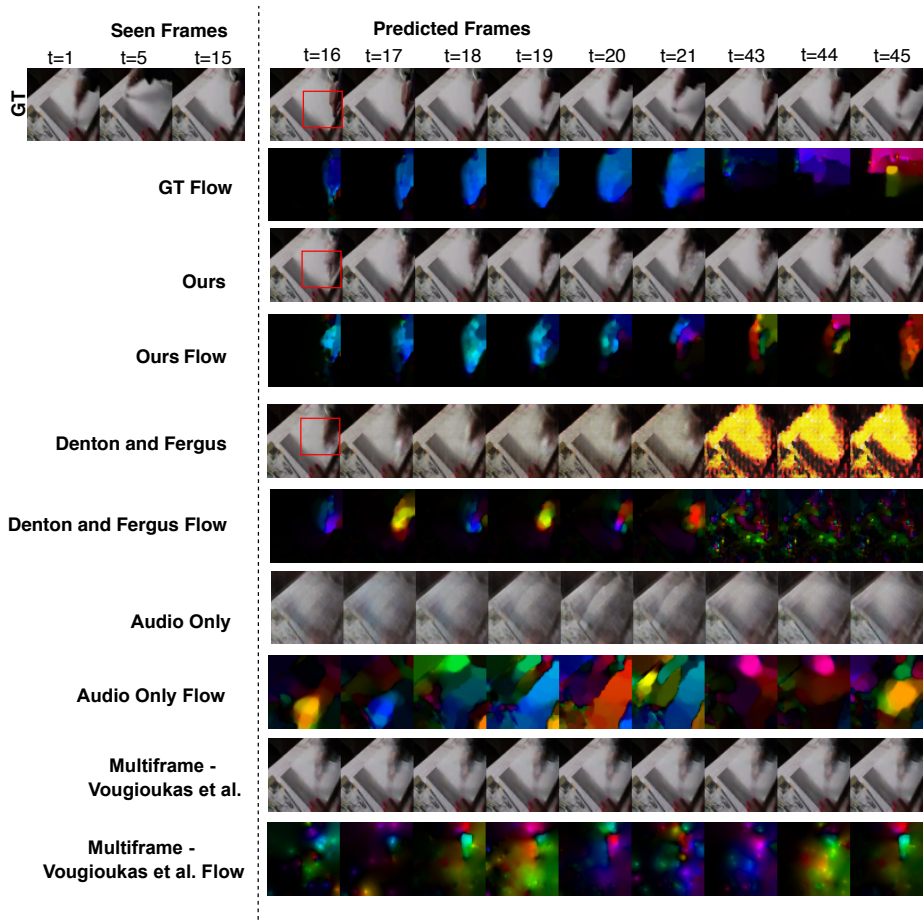 Seen Frames
Predicted Frames
t=1 t=5 t=15 t=16 t=17 t=18 t=19 t=20 t=21 t=43 t=44 t=45
GT
GT Flow
Ours
Ours Flow
Denton and Fergus
Denton and Fergus Flow
Audio Only
Audio Only Flow
Multiframe -
Vougioukas et al.
Multiframe -
Vougioukas et al. Flow